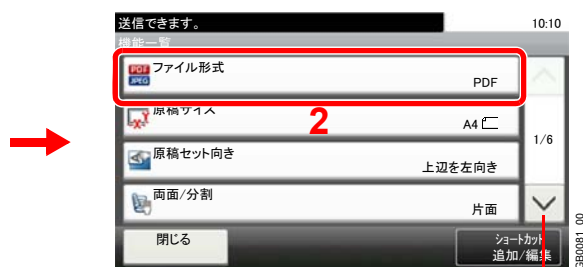 送信できます。 10:10
機能一覧
PDF JPEG ファイル形式 PDF
原稿サイズ A4
2
1/6
原稿セット向き 上辺を左向き
両面/分割 片面
閉じる ショートカット
追加/編集
GB0081_00